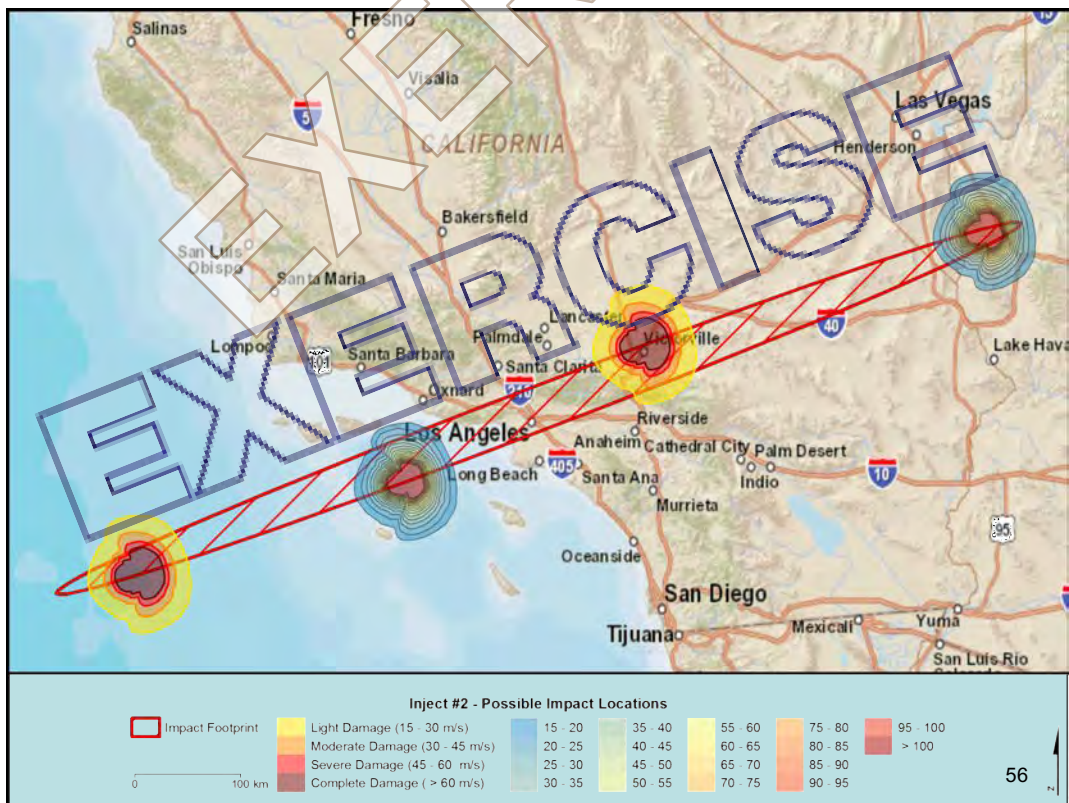 EXERCISE
Salinas
Fresno
Visalia
5
CALIFORNIA
15
Las Vegas
Henderson
San Luis
Obispo
Bakersfield
Santa Maria
Lompoc
101
Santa Barbara
Oxnard
Palmdale
Lancaster
Victorville
Santa Clarita
210
40
Lake Hava
Los Angeles
Long Beach
405
Anaheim
Santa Ana
Riverside
Cathedral City
Palm Desert
Indio
10
Murrieta
95
Oceanside
San Diego
Tijuana
Mexicali
Yuma
San Luis Rio
Inject #2 - Possible Impact Locations
Impact Footprint
0 100 km
Light Damage (15 - 30 m/s)
Moderate Damage (30 - 45 m/s)
Severe Damage (45 - 60 m/s)
Complete Damage ( > 60 m/s)
15 - 20
20 - 25
25 - 30
30 - 35
35 - 40
40 - 45
45 - 50
50 - 55
55 - 60
60 - 65
65 - 70
70 - 75
75 - 80
80 - 85
85 - 90
90 - 95
95 - 100
> 100
56
N